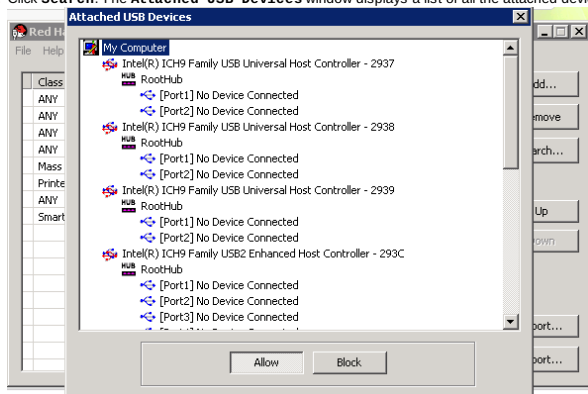 Click Search. The Attached USB Devices window displays a list of all the attached devi
Attached USB Devices
Red Ha
File Help
Class
ANY
ANY
ANY
ANY
Mass
Printe
ANY
Smart
My Computer
Intel(R) ICH9 Family USB Universal Host Controller - 2937
HUB RootHub
[Port1] No Device Connected
[Port2] No Device Connected
Intel(R) ICH9 Family USB Universal Host Controller - 2938
HUB RootHub
[Port1] No Device Connected
[Port2] No Device Connected
Intel(R) ICH9 Family USB Universal Host Controller - 2939
HUB RootHub
[Port1] No Device Connected
[Port2] No Device Connected
Intel(R) ICH9 Family USB2 Enhanced Host Controller - 293C
HUB RootHub
[Port1] No Device Connected
[Port2] No Device Connected
[Port3] No Device Connected
dd...
emove
arch...
Up
own
port...
port...
Allow
Block